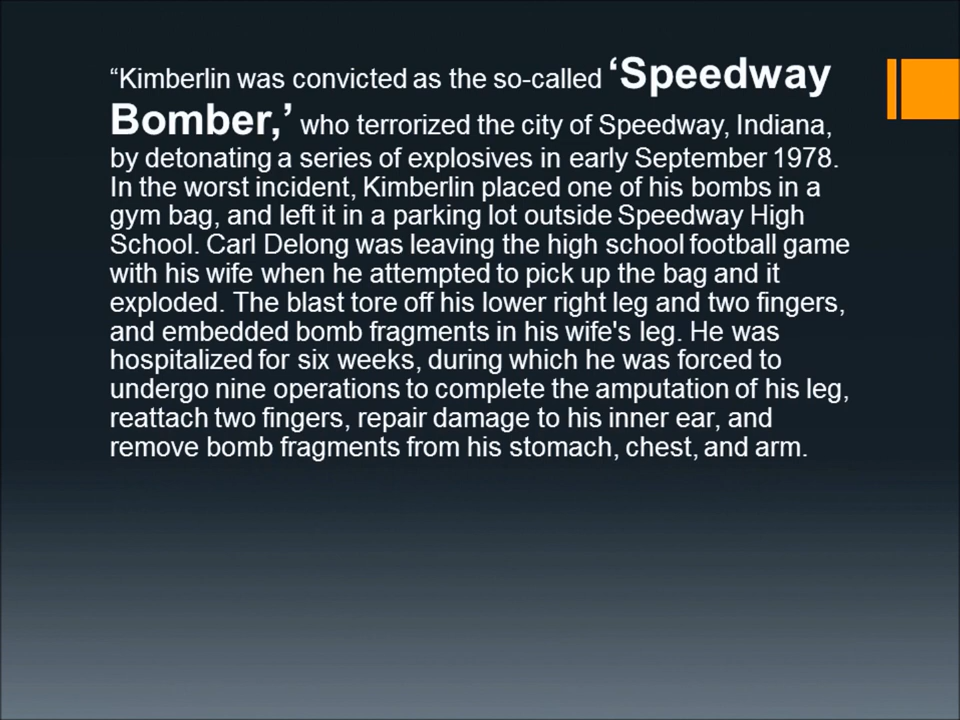 “Kimberlin was convicted as the so-called ‘Speedway
Bomber,’ who terrorized the city of Speedway, Indiana,
by detonating a series of explosives in early September 1978.
In the worst incident, Kimberlin placed one of his bombs in a
gym bag, and left it in a parking lot outside Speedway High
School. Carl Delong was leaving the high school football game
with his wife when he attempted to pick up the bag and it
exploded. The blast tore off his lower right leg and two fingers,
and embedded bomb fragments in his wife's leg. He was
hospitalized for six weeks, during which he was forced to
undergo nine operations to complete the amputation of his leg,
reattach two fingers, repair damage to his inner ear, and
remove bomb fragments from his stomach, chest, and arm.